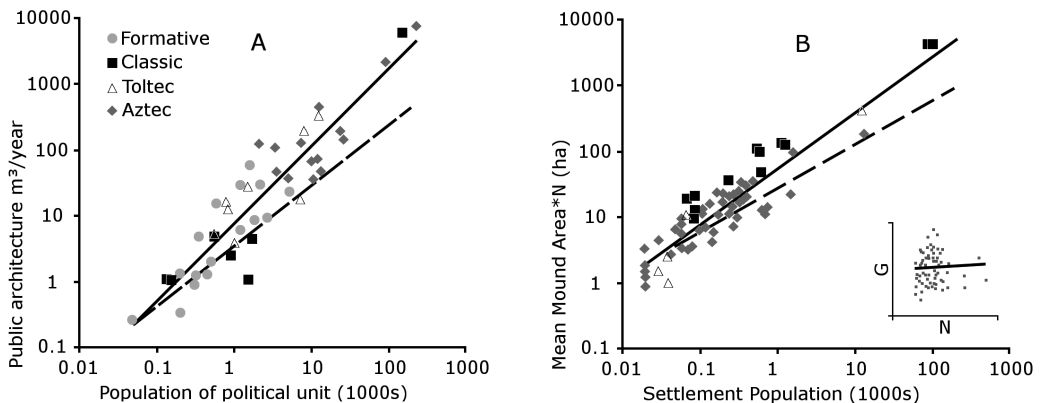 A
Formative
Classic
Toltec
Aztec
Public architecture m³/year
10000
1000
100
10
1
0.1
0.01
0.1
1
10
100
1000
Population of political unit (1000s)
B
Mean Mound Area*N (ha)
10000
1000
100
10
1
0.1
0.01
0.1
1
10
100
1000
Settlement Population (1000s)
G
N